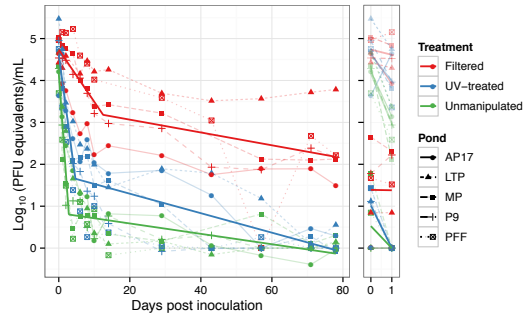 Log10 (PFU equivalents)/mL
5
4
3
2
1
0
0 20 40 60 80
0 1
Days post inoculation
Treatment
Filtered
UV−treated
Unmanipulated
Pond
AP17
LTP
MP
P9
PFF